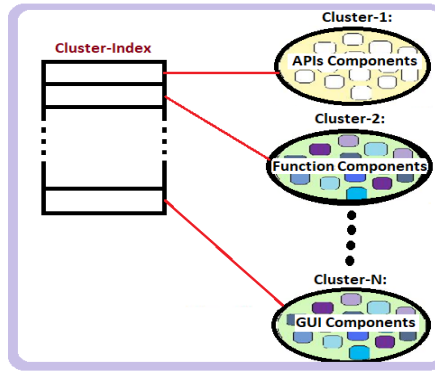 Cluster-1:
Cluster-Index
APIs Components
Cluster-2:
Function Components
Cluster-N:
GUI Components